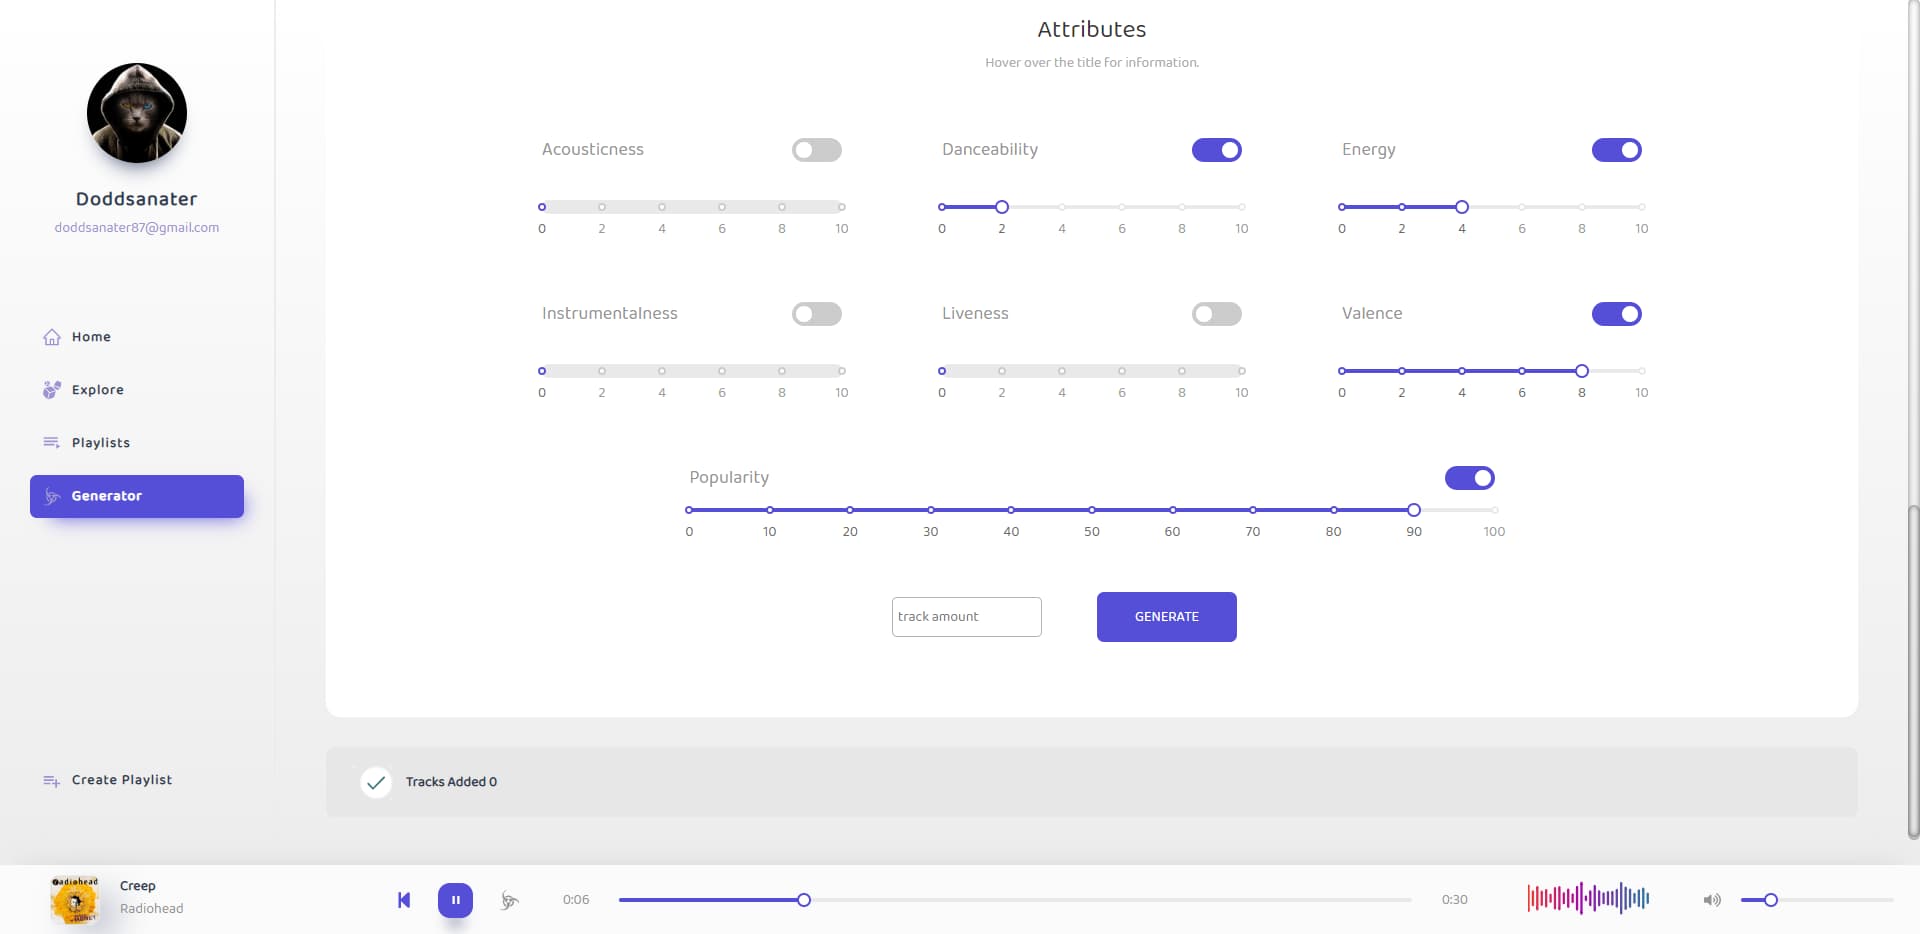 Attributes
Hover over the title for information.
Doddsanater
doddsanater87@gmail.com
Home
Explore
Playlists
Generator
Create Playlist
Acousticness
0 2 4 6 8 10
Danceability
0 2 4 6 8 10
Energy
0 2 4 6 8 10
Instrumentalness
0 2 4 6 8 10
Liveness
0 2 4 6 8 10
Valence
0 2 4 6 8 10
Popularity
0 10 20 30 40 50 60 70 80 90 100
track amount
GENERATE
Tracks Added 0
Radiohead
Creep
Radiohead
0:06
0:30